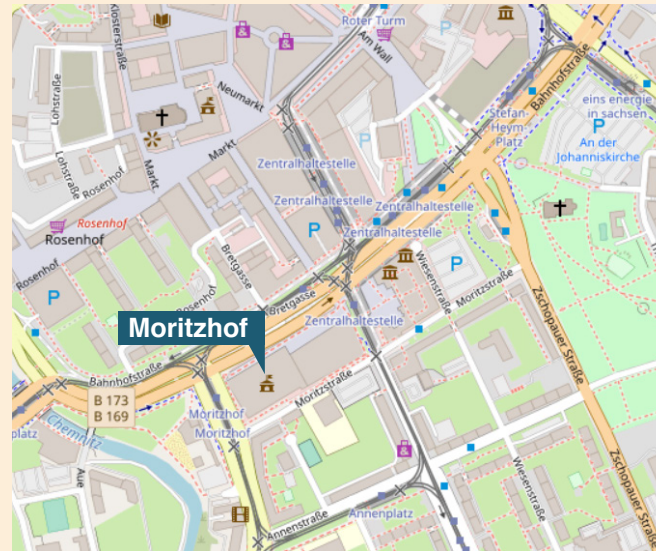 Roter Turm
Klosterstraße
Am Wall
Lohstraße
Neumarkt
Bahnhofstraße
eins energie
in sachsen
Stefan-
Heym-
Platz
P
P
An der
Johanniskirche
Markt
Zentralhaltestelle
Lohstraße
Rosenhof
Markt
Zentralhaltestelle
Zentralhaltestelle
Rosenhof
Rosenhof
P
Zentralhaltestelle
Bretgasse
Wiesenstraße
P
Rosenhof
P
Rosenhof
Bretgasse
Moritzstraße
Zschopauer Straße
Zentralhaltestelle
Moritzhof
Bahnhofstraße
B 173
B 169
Moritzstraße
Moritzhof
Moritzhof
platz
Chemnitz
Aue
Wiesenstraße
Zschopauer Straße
Annenstraße
Annenplatz